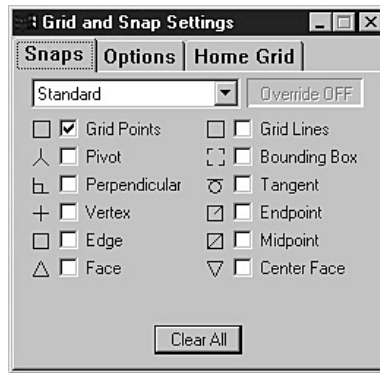 Grid and Snap Settings
Snaps Options Home Grid
Standard Override OFF
Grid Points Grid Lines
Pivot Bounding Box
Perpendicular Tangent
Vertex Endpoint
Edge Midpoint
Face Center Face
Clear All